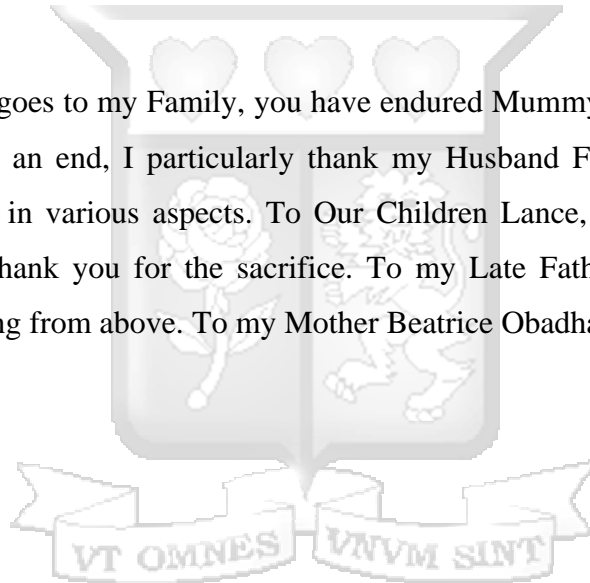 goes to my Family, you have endured Mummy
an end, I particularly thank my Husband F
in various aspects. To Our Children Lance,
hank you for the sacrifice. To my Late Fath
ng from above. To my Mother Beatrice Obadha
VT OMNES VNVM SINT